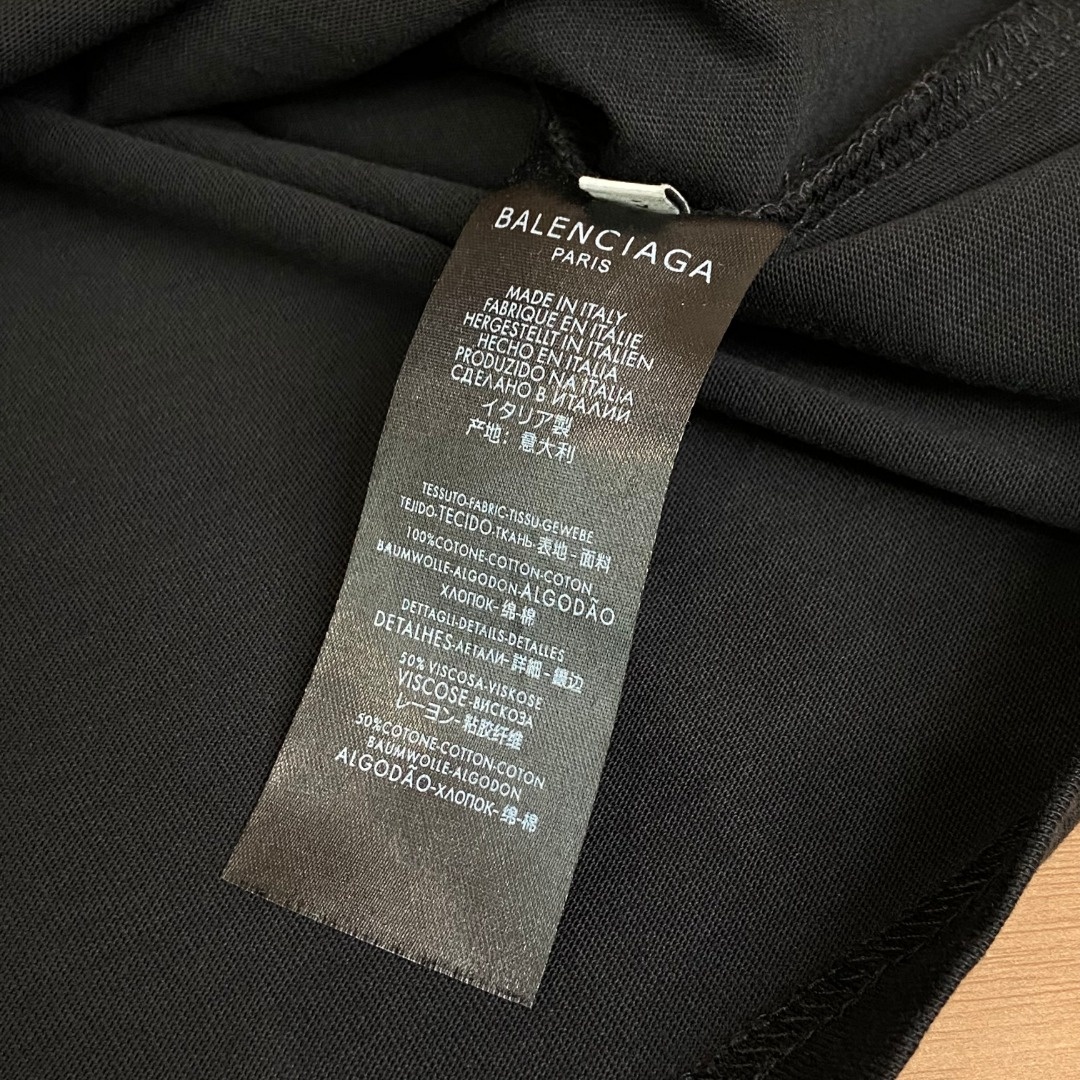 BALENCIAGA
PARIS
MADE IN ITALY
FABRIQUE EN ITALIE
HERGESTELLT IN ITALIEN
HECHO EN ITALIA
PRODUZIDO NA ITALIA
СДЕЛАНО В ИТАЛИИ
イタリア製
产地: 意大利
TESSUTO-FABRIC-TISSU-GEWEBE
TEJIDO-TECIDO-ТКАНЬ-表地-面料
100%COTONE-COTTON-COTON
BAUMWOLLE-ALGODON-ALGODÃO
ХЛОПОК-绵-棉
DETTAGLI-DETAILS-DETALLES
DETALHES-ДЕТАЛИ-詳細-镶边
50% VISCOSA-VISKOSE
VISCOSE-ВИСКОЗА
レーヨン-粘胶纤维
50%COTONE-COTTON-COTON
BAUMWOLLE-ALGODON
ALGODÃO-ХЛОПОК-绵-棉